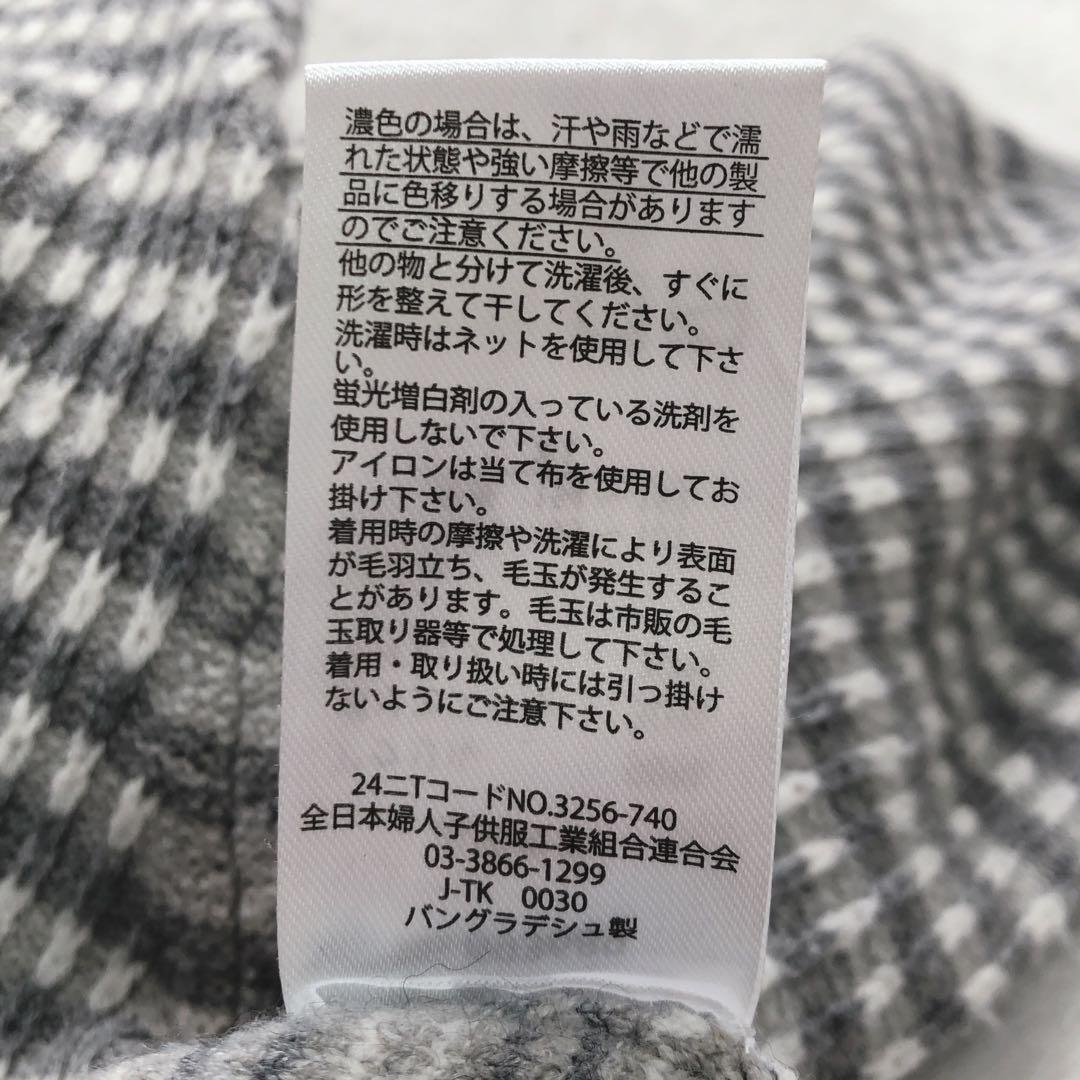 濃色の場合は、汗や雨などで濡
れた状態や強い摩擦等で他の製
品に色移りする場合があります
のでご注意ください。
他の物と分けて洗濯後、すぐに
形を整えて干してください。
洗濯時はネットを使用して下さ
い。
蛍光増白剤の入っている洗剤を
使用しないで下さい。
アイロンは当て布を使用してお
掛け下さい。
着用時の摩擦や洗濯により表面
が毛羽立ち、毛玉が発生するこ
とがあります。毛玉は市販の毛
玉取り器等で処理して下さい。
着用・取り扱い時には引っ掛け
ないようにご注意下さい。
24ニTコードNO.3256-740
全日本婦人子供服工業組合連合会
03-3866-1299
J-TK 0030
バングラデシュ製